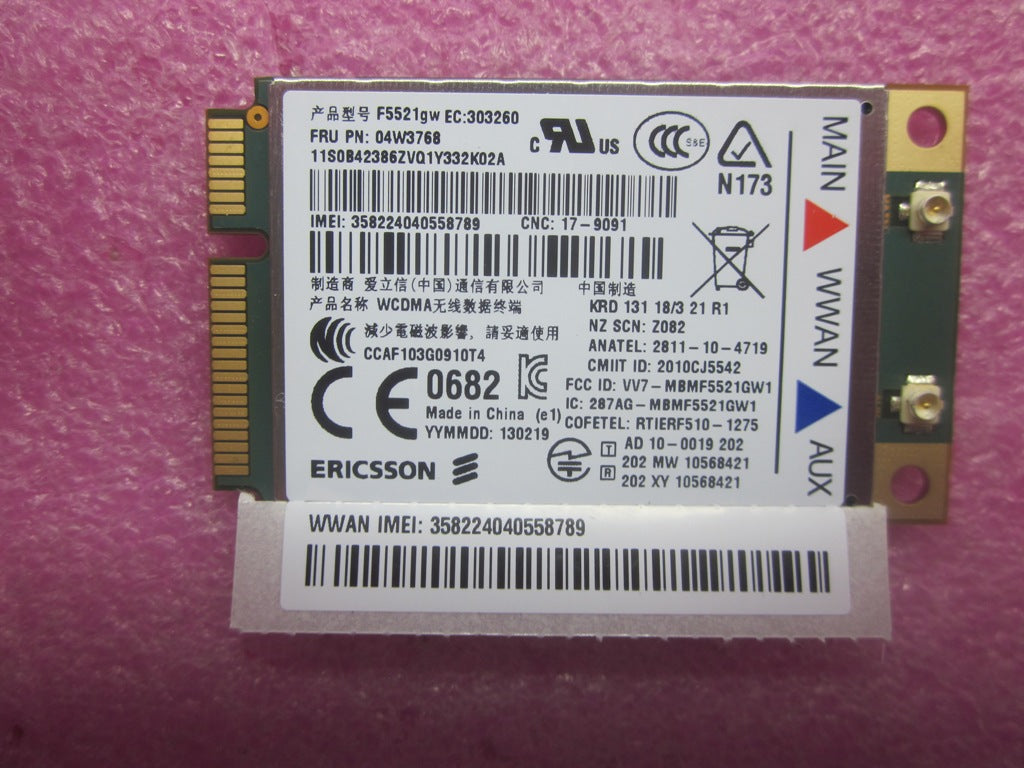 产品型号 F5521gw EC:303260
FRU PN: 04W3768
11S0B42386ZVQ1Y332K02A
C UL US
CCC S&E
N173
IMEI: 358224040558789 CNC: 17-9091
制造商 爱立信(中国)通信有限公司 中国制造
产品名称 WCDMA无线数据终端
KRD 131 18/3 21 R1
NZ SCN: Z082
減少電磁波影響，請妥適使用
CCAF103G0910T4
ANATEL: 2811-10-4719
CMIIT ID: 2010CJ5542
FCC ID: VV7-MBMF5521GW1
IC: 287AG-MBMF5521GW1
COFETEL: RTIERF510-1275
CE 0682
Made in China (e1)
YYMMDD: 130219
T AD 10-0019 202
202 MW 10568421
R 202 XY 10568421
ERICSSON
MAIN WWAN AUX
WWAN IMEI: 358224040558789